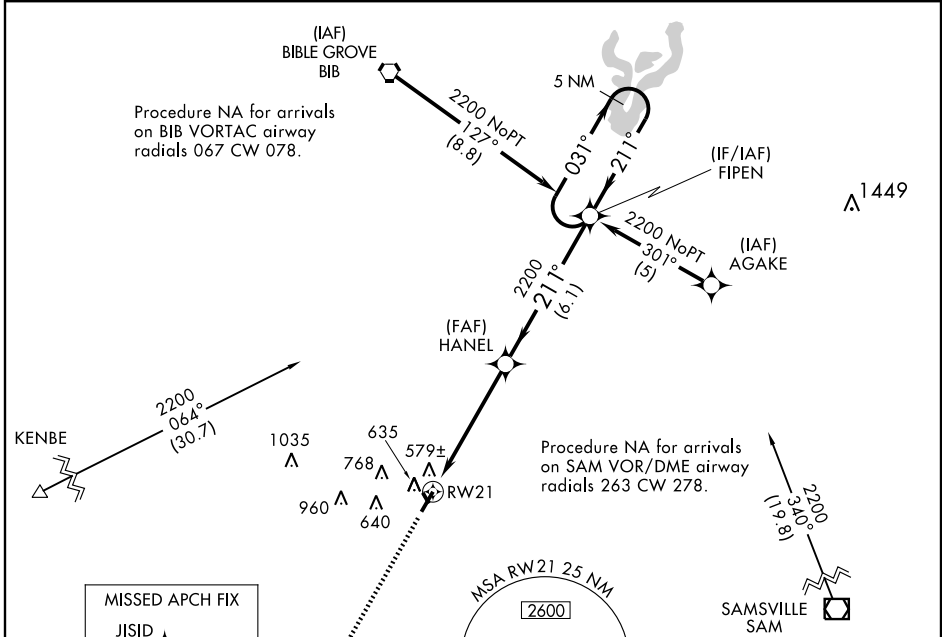 (IAF)
BIBLE GROVE
BIB
5 NM
Procedure NA for arrivals
on BIB VORTAC airway
radials 067 CW 078.
2200 NoPT
127°
(8.8)
031°
211°
(IF/IAF)
FIPEN
1449
2200 NoPT
301°
(5)
(IAF)
AGAKE
2200
211°
(6.1)
(FAF)
HANEL
2200
064°
(30.7)
KENBE
1035
635
768
579±
960
640
RW21
Procedure NA for arrivals
on SAM VOR/DME airway
radials 263 CW 278.
2200
340°
(19.8)
MISSED APCH FIX
JISID
MSA RW21 25 NM
2600
SAMSVILLE
SAM